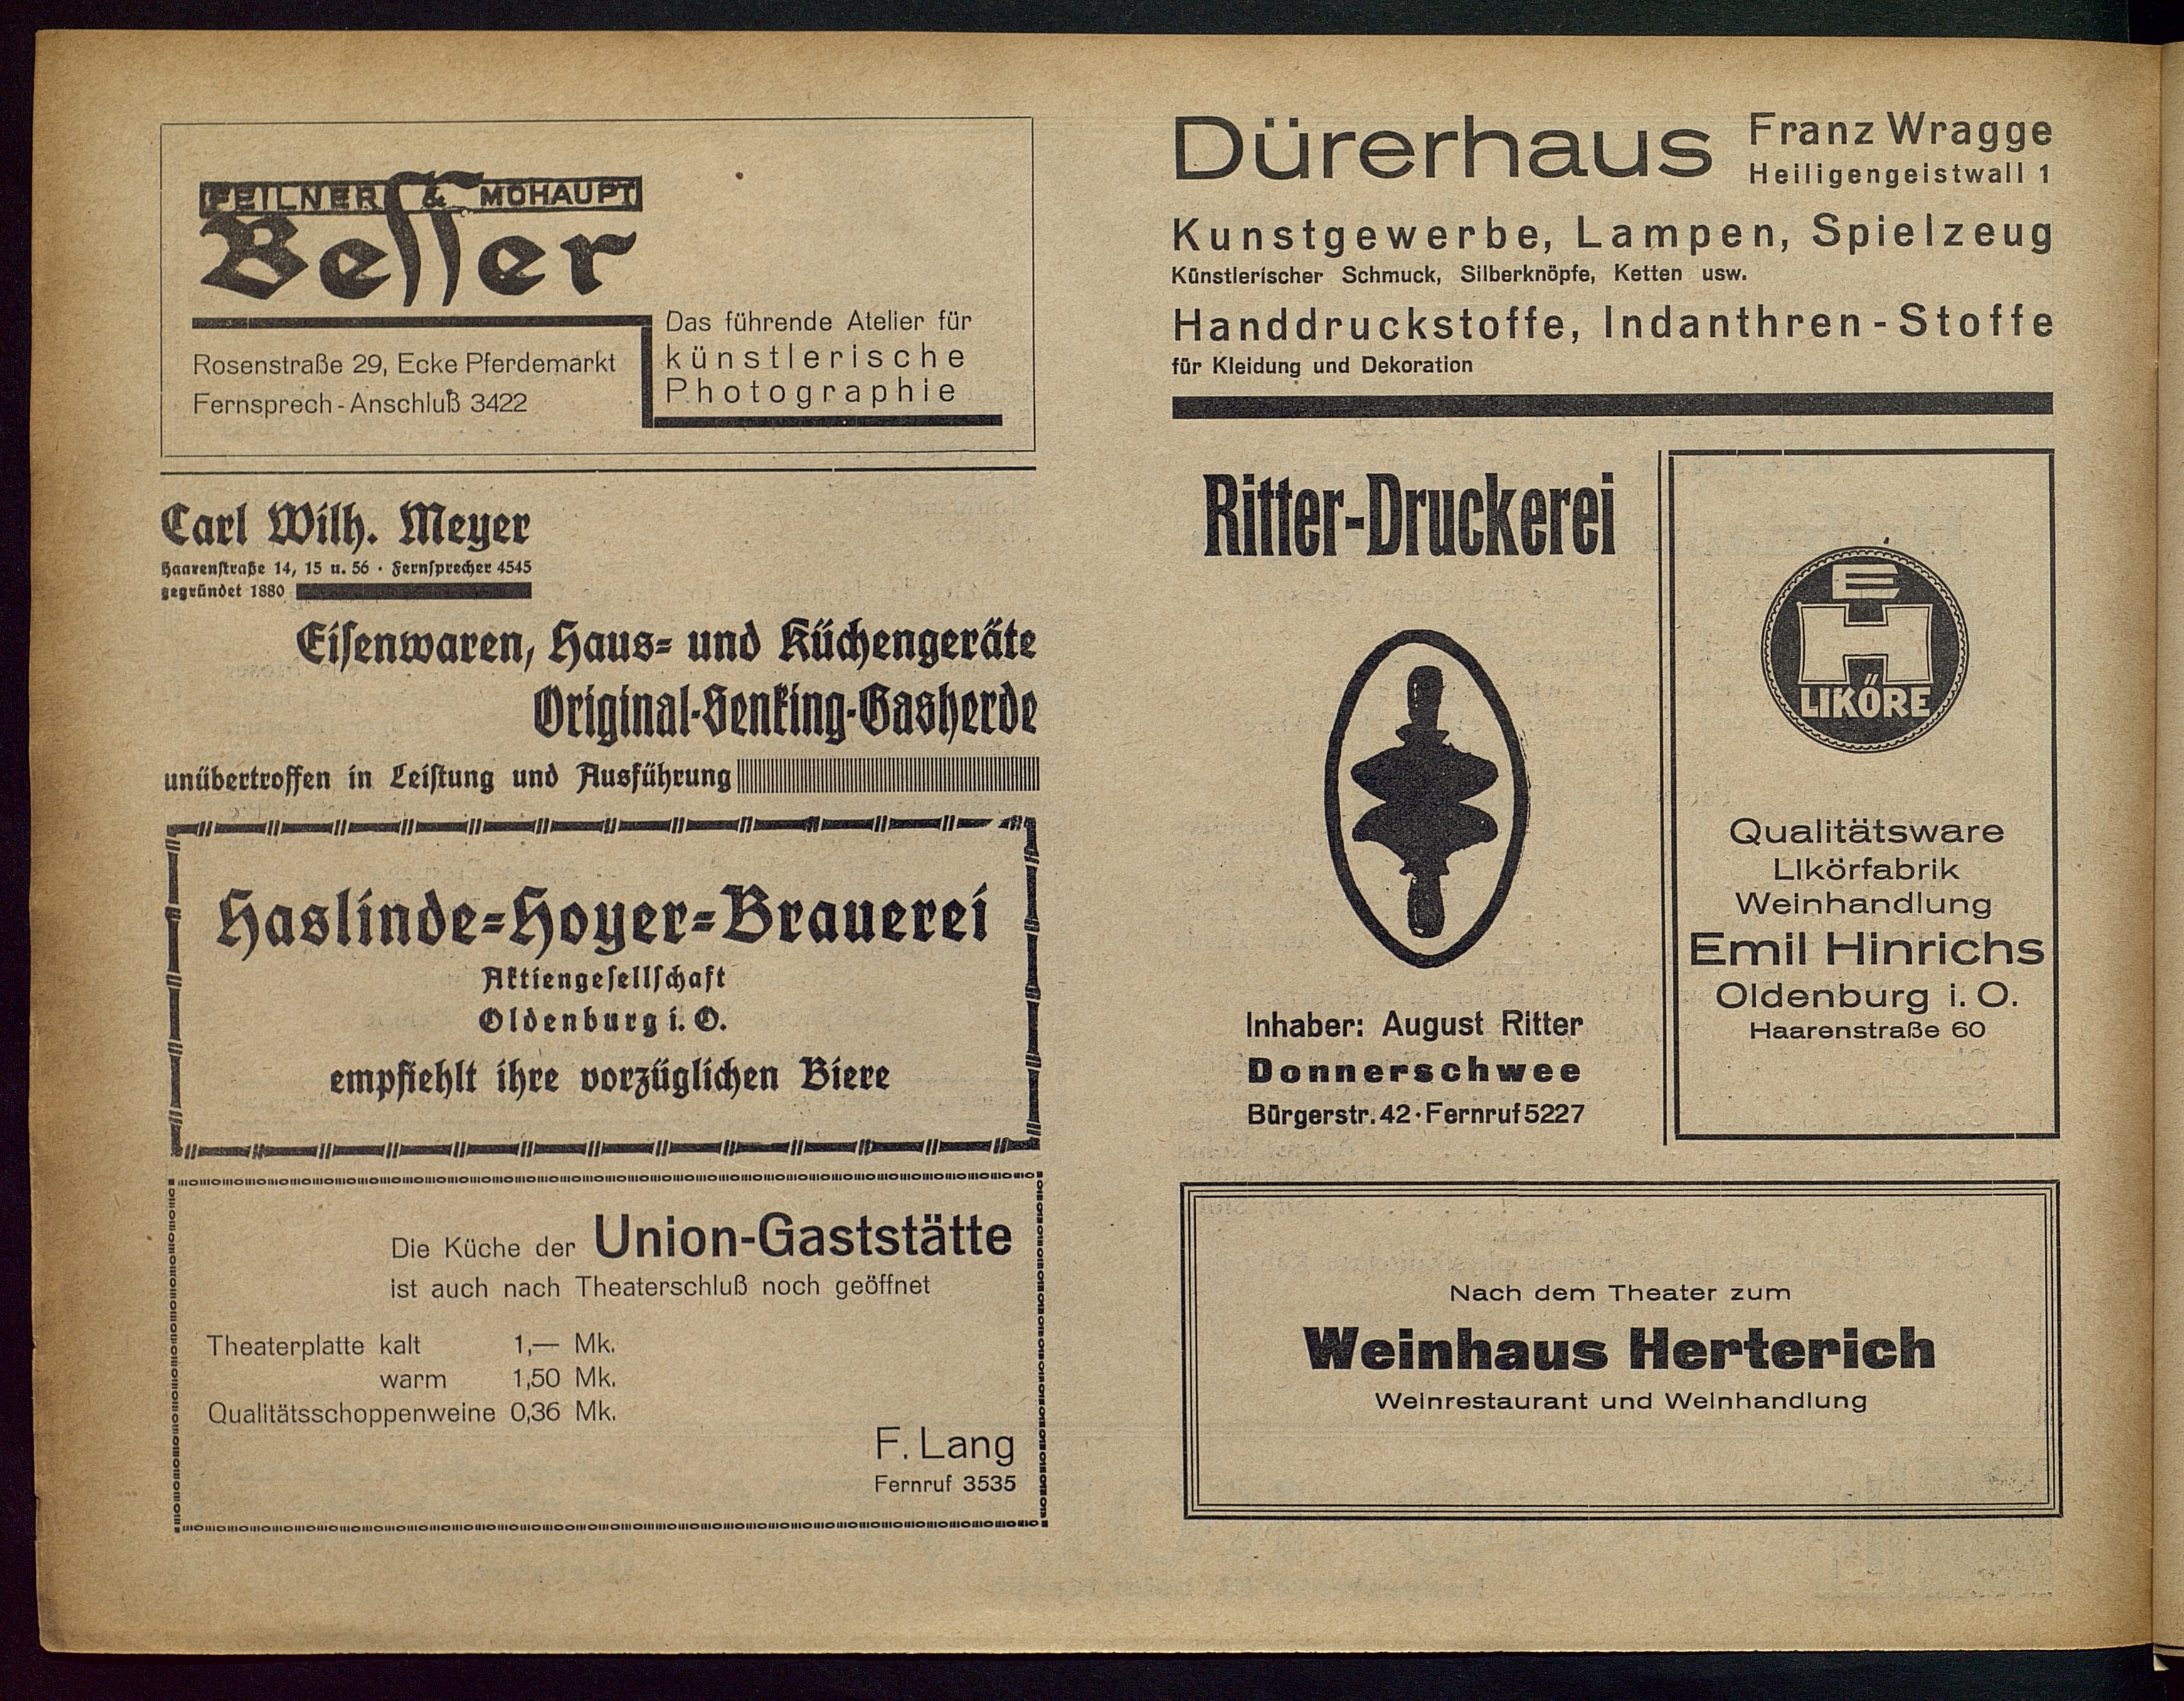 FEILNER & MOHAUPT
Besser
Das führende Atelier für
künstlerische
Photographie
Rosenstraße 29, Ecke Pferdemarkt
Fernsprech-Anschluß 3422
Carl Wilh. Meyer
Haarenstraße 14, 15 u. 56 · Fernsprecher 4545
gegründet 1880
Eisenwaren, Haus- und Küchengeräte
Original-Senking-Gasherde
unübertroffen in Leistung und Ausführung
Haslinde-Hoyer-Brauerei
Aktiengesellschaft
Oldenburg i. O.
empfiehlt ihre vorzüglichen Biere
Die Küche der Union-Gaststätte
ist auch nach Theaterschluß noch geöffnet
Theaterplatte kalt 1,— Mk.
warm 1,50 Mk.
Qualitätsschoppenweine 0,36 Mk.
F. Lang
Fernruf 3535
Dürerhaus Franz Wragge
Heiligengeistwall 1
Kunstgewerbe, Lampen, Spielzeug
Künstlerischer Schmuck, Silberknöpfe, Ketten usw.
Handdruckstoffe, Indanthren-Stoffe
für Kleidung und Dekoration
Ritter-Druckerei
Inhaber: August Ritter
Donnerschwee
Bürgerstr. 42 · Fernruf 5227
E
H
LIKÖRE
Qualitätsware
Likörfabrik
Weinhandlung
Emil Hinrichs
Oldenburg i. O.
Haarenstraße 60
Nach dem Theater zum
Weinhaus Herterich
Weinrestaurant und Weinhandlung